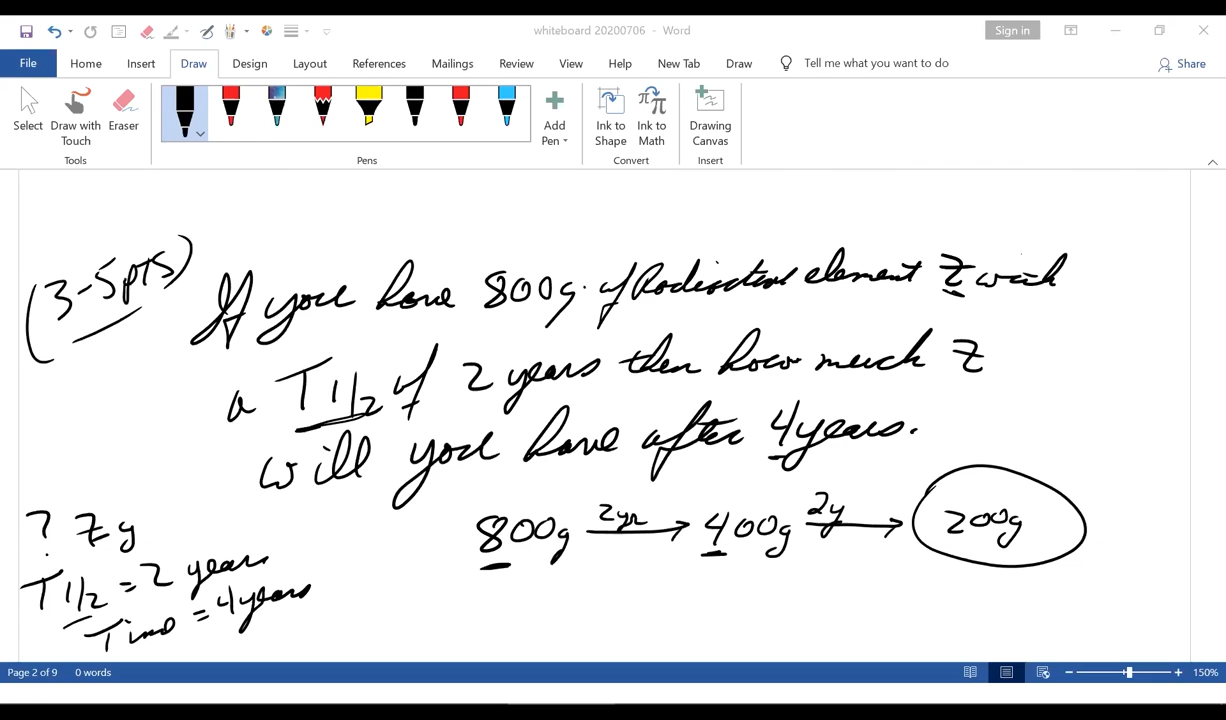 whiteboard 20200706 - Word
Sign in
File Home Insert Draw Design Layout References Mailings Review View Help New Tab Draw Tell me what you want to do Share
Select Draw with Touch Eraser Add Pen Ink to Shape Ink to Math Drawing Canvas
Tools Pens Convert Insert
(3-5pts)
If you have 800g. of Radioactive element Z with
a T1/2 of 2 years then how much Z
will you have after 4years.
? Z g
T1/2 = 2 years
Time = 4years
800g 2yr 400g 2y 200g
Page 2 of 9 0 words 150%